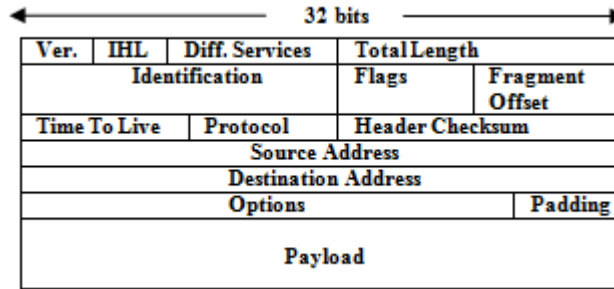 32 bits
Ver. IHL Diff. Services Total Length
Identification Flags Fragment
Offset
Time To Live Protocol Header Checksum
Source Address
Destination Address
Options Padding
Payload